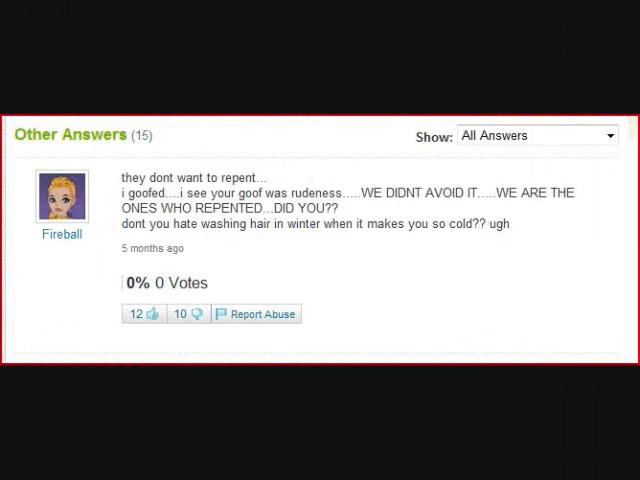 Other Answers (15)
Show: All Answers
they dont want to repent...
i goofed....i see your goof was rudeness.....WE DIDNT AVOID IT.....WE ARE THE
ONES WHO REPENTED...DID YOU??
dont you hate washing hair in winter when it makes you so cold?? ugh
Fireball
5 months ago
0% 0 Votes
12 10 Report Abuse